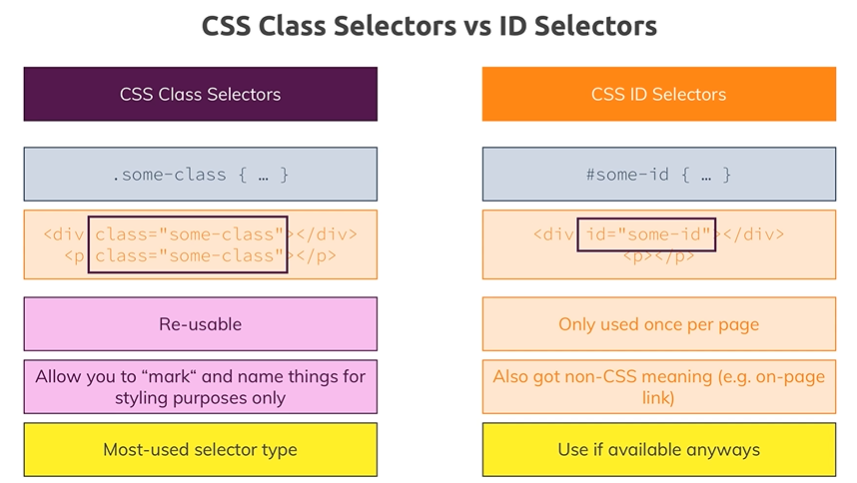 CSS Class Selectors vs ID Selectors
CSS Class Selectors
.some-class { … }
<div class="some-class"></div>
<p class="some-class"></p>
Re-usable
Allow you to “mark“ and name things for
styling purposes only
Most-used selector type
CSS ID Selectors
#some-id { … }
<div id="some-id"></div>
<p></p>
Only used once per page
Also got non-CSS meaning (e.g. on-page
link)
Use if available anyways